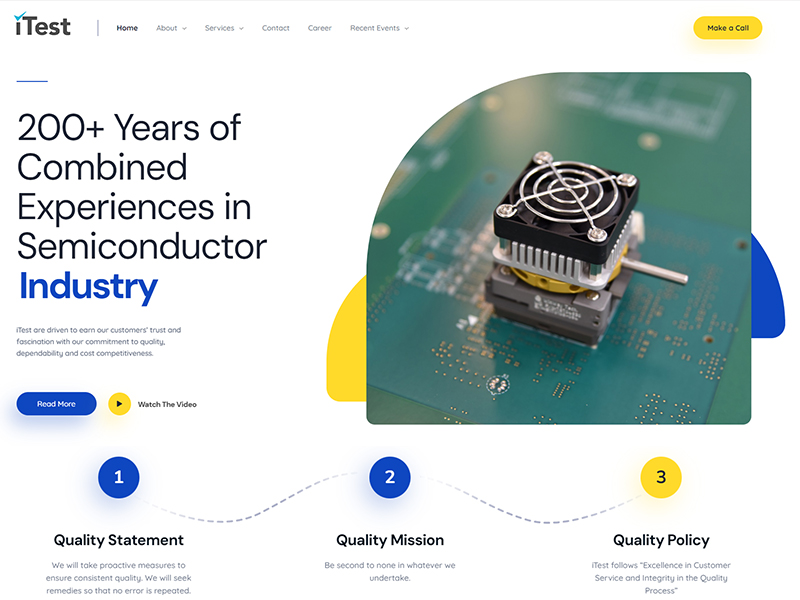 iTest
Home
About
Services
Contact
Career
Recent Events
Make a Call
200+ Years of
Combined
Experiences in
Semiconductor
Industry
iTest are driven to earn our customers' trust and
fascination with our commitment to quality,
dependability and cost competitiveness.
Read More
Watch The Video
1
2
3
Quality Statement
We will take proactive measures to
ensure consistent quality. We will seek
remedies so that no error is repeated.
Quality Mission
Be second to none in whatever we
undertake.
Quality Policy
iTest follows “Excellence in Customer
Service and Integrity in the Quality
Process”